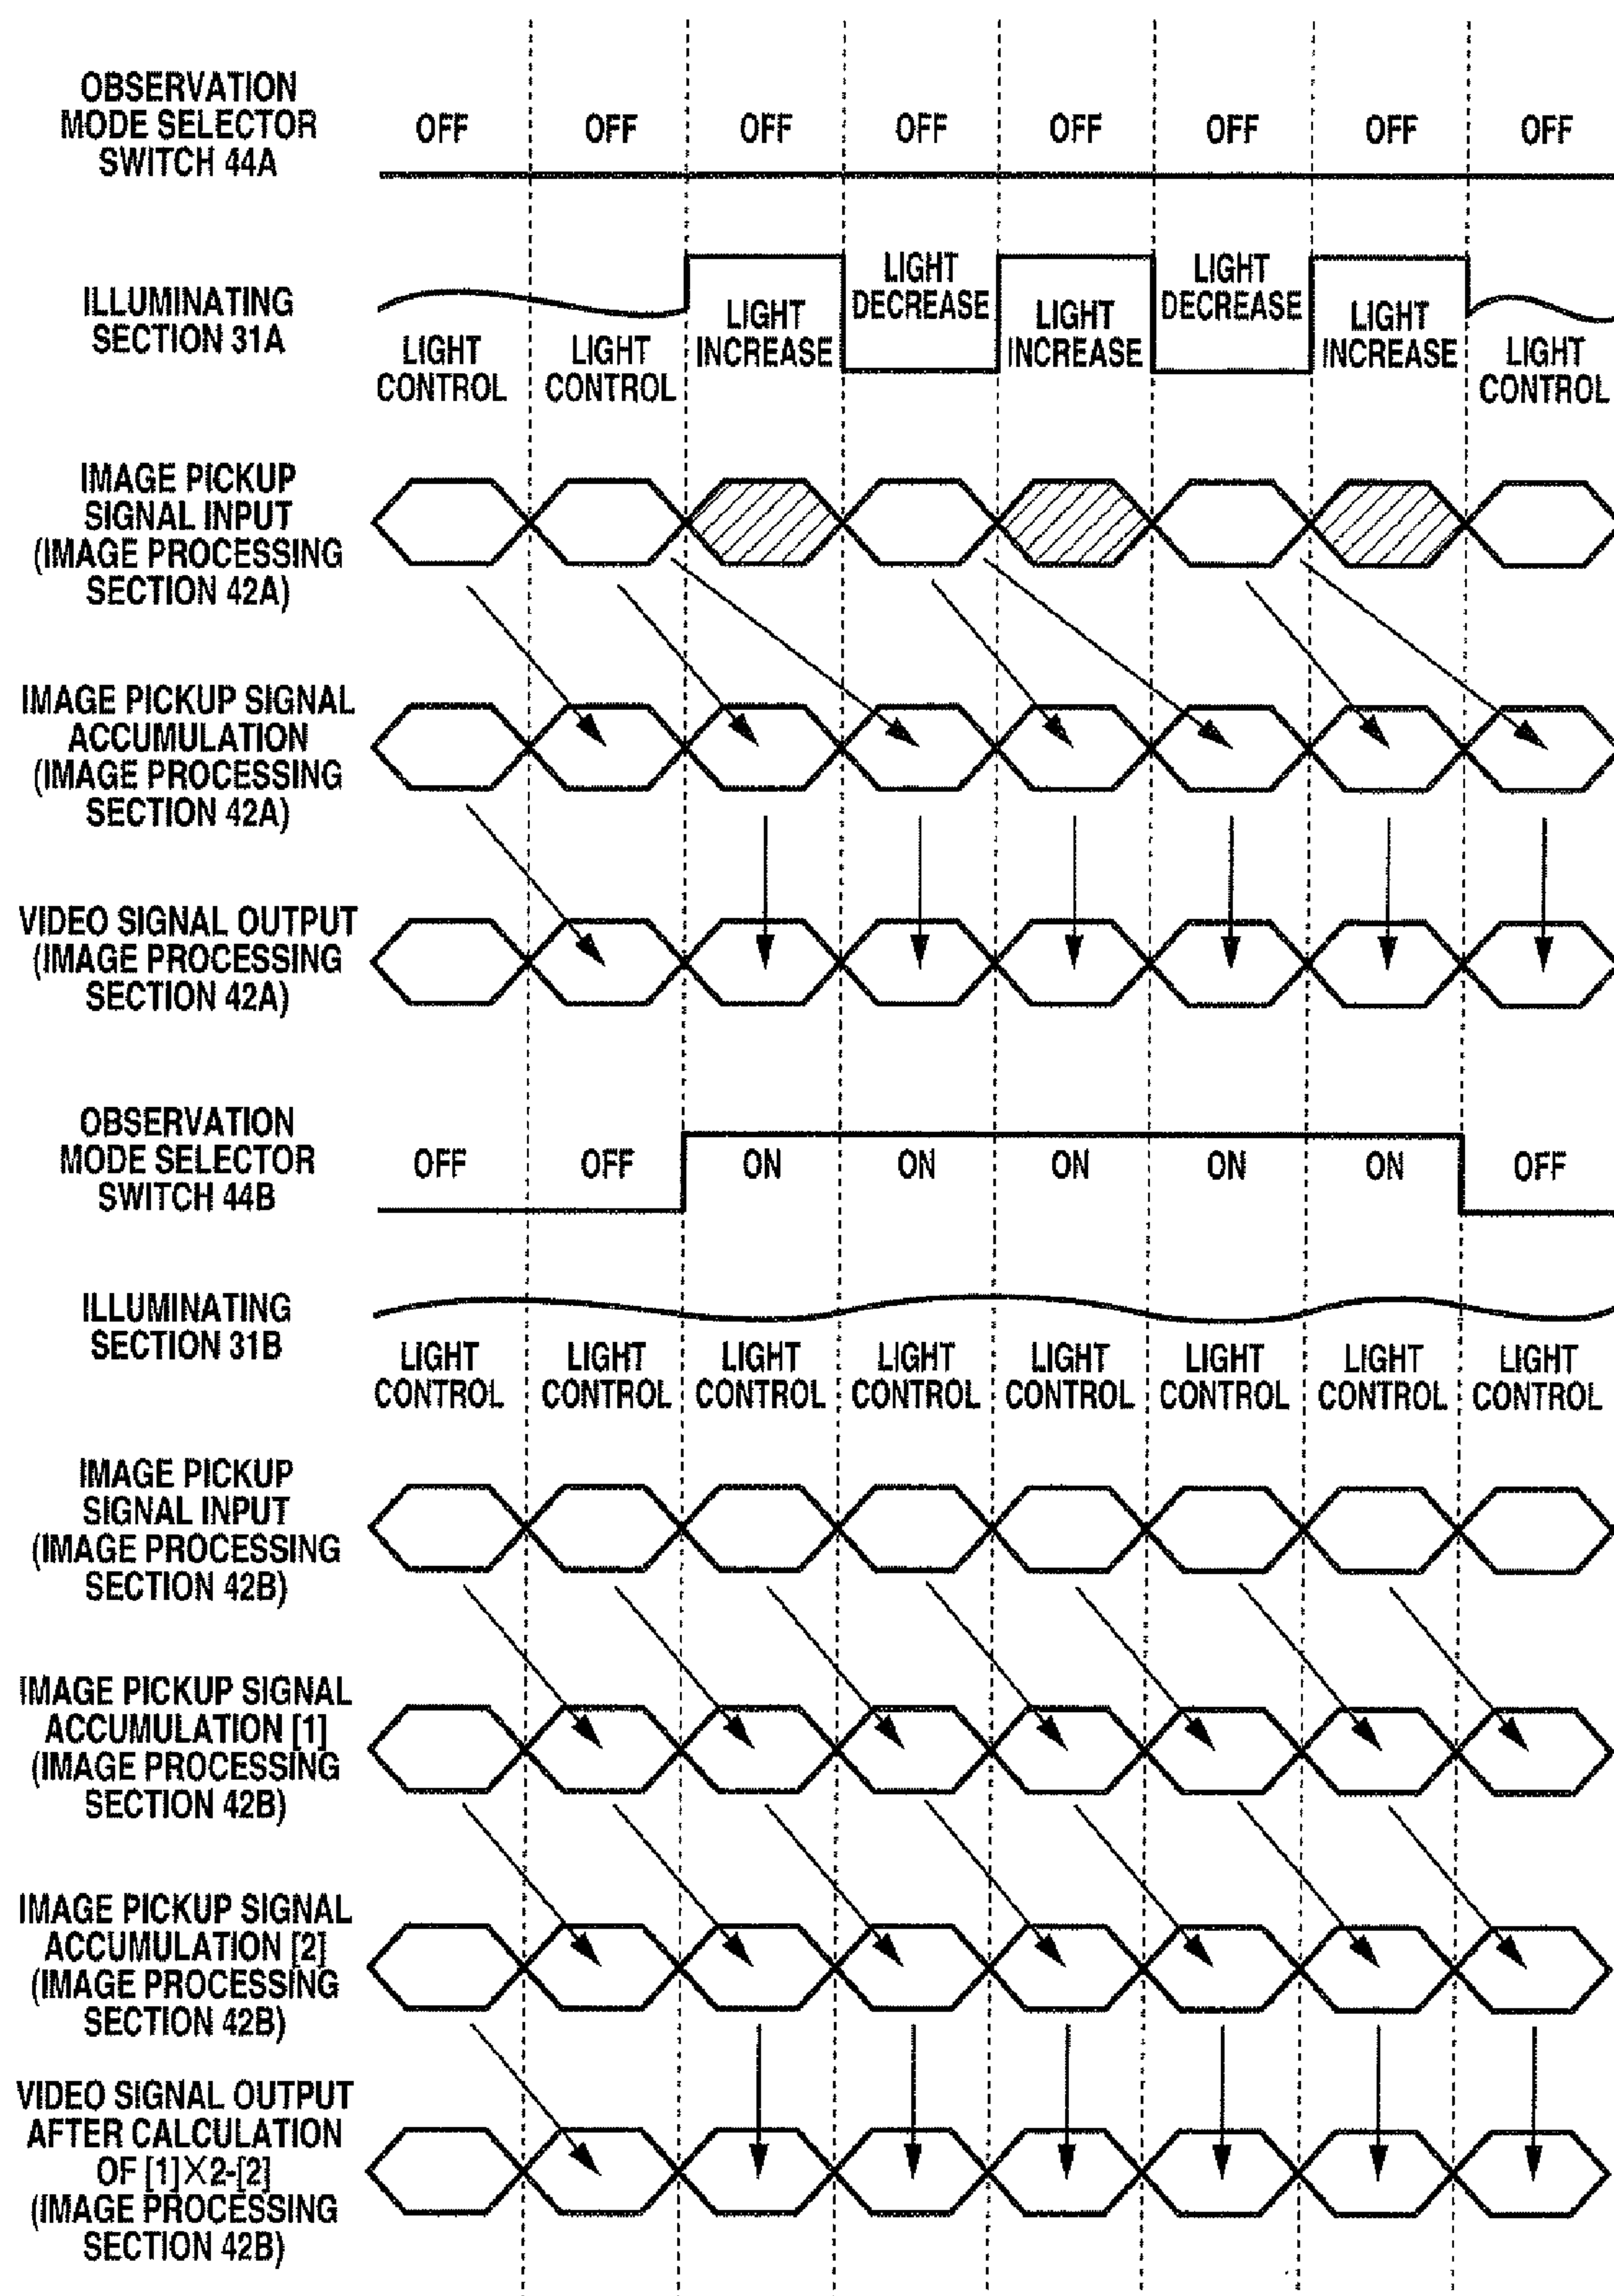 OBSERVATION
MODE SELECTOR
SWITCH 44A
OFF OFF OFF OFF OFF OFF OFF OFF
ILLUMINATING
SECTION 31A
LIGHT
CONTROL
LIGHT
CONTROL
LIGHT
INCREASE
LIGHT
DECREASE
LIGHT
INCREASE
LIGHT
DECREASE
LIGHT
INCREASE
LIGHT
CONTROL
IMAGE PICKUP
SIGNAL INPUT
(IMAGE PROCESSING
SECTION 42A)
IMAGE PICKUP SIGNAL
ACCUMULATION
(IMAGE PROCESSING
SECTION 42A)
VIDEO SIGNAL OUTPUT
(IMAGE PROCESSING
SECTION 42A)
OBSERVATION
MODE SELECTOR
SWITCH 44B
OFF OFF ON ON ON ON ON OFF
ILLUMINATING
SECTION 31B
LIGHT
CONTROL
LIGHT
CONTROL
LIGHT
CONTROL
LIGHT
CONTROL
LIGHT
CONTROL
LIGHT
CONTROL
LIGHT
CONTROL
LIGHT
CONTROL
IMAGE PICKUP
SIGNAL INPUT
(IMAGE PROCESSING
SECTION 42B)
IMAGE PICKUP SIGNAL
ACCUMULATION [1]
(IMAGE PROCESSING
SECTION 42B)
IMAGE PICKUP SIGNAL
ACCUMULATION [2]
(IMAGE PROCESSING
SECTION 42B)
VIDEO SIGNAL OUTPUT
AFTER CALCULATION
OF [1]×2-[2]
(IMAGE PROCESSING
SECTION 42B)